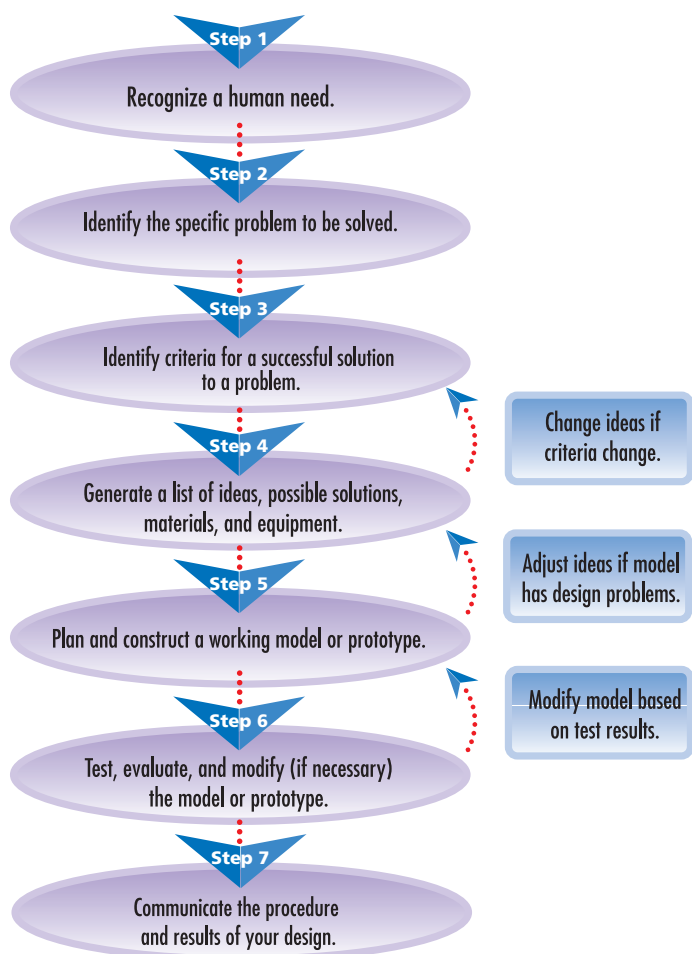 Step 1
Recognize a human need.
Step 2
Identify the specific problem to be solved.
Step 3
Identify criteria for a successful solution
to a problem.
Change ideas if
criteria change.
Step 4
Generate a list of ideas, possible solutions,
materials, and equipment.
Adjust ideas if model
has design problems.
Step 5
Plan and construct a working model or prototype.
Modify model based
on test results.
Step 6
Test, evaluate, and modify (if necessary)
the model or prototype.
Step 7
Communicate the procedure
and results of your design.